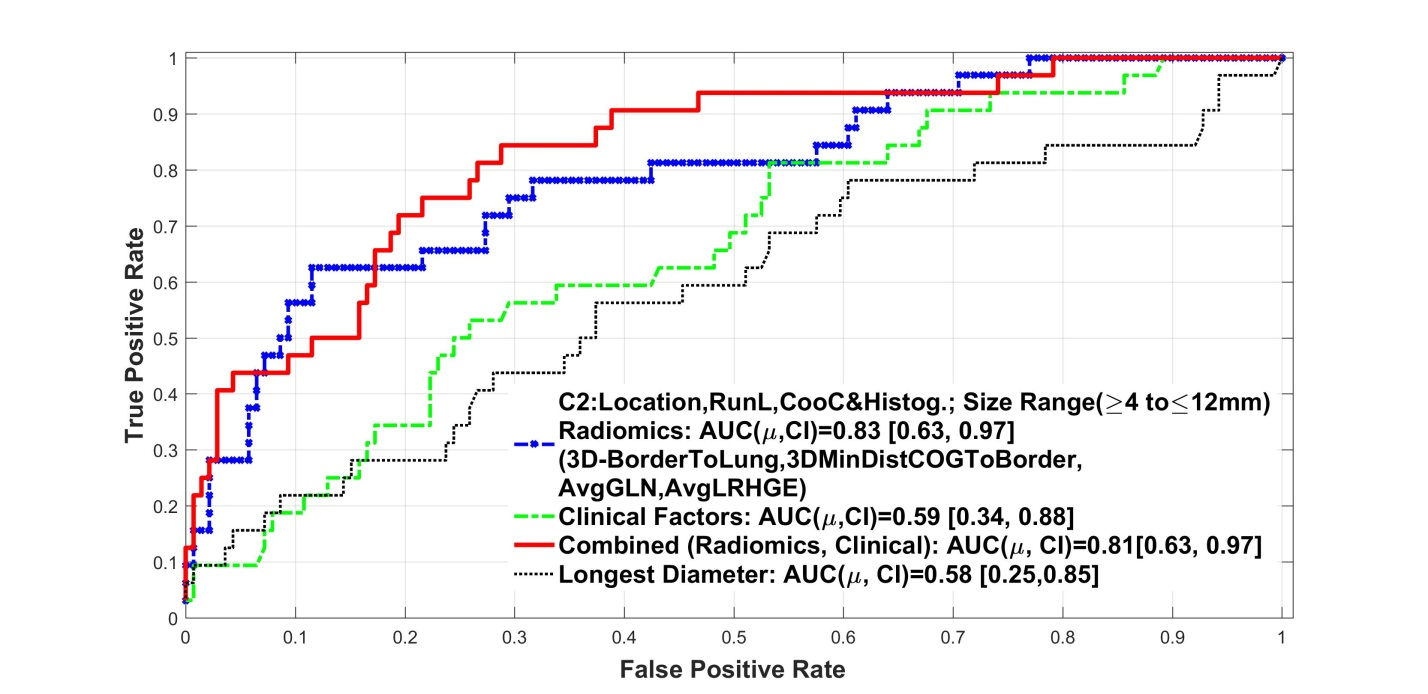 1
0.9
0.8
0.7
0.6
0.5
0.4
0.3
0.2
0.1
0
True Positive Rate
C2:Location,RunL,CooC&Histog.; Size Range(≥4 to≤12mm)
Radiomics: AUC(μ,CI)=0.83 [0.63, 0.97]
(3D-BorderToLung,3DMinDistCOGToBorder,
AvgGLN,AvgLRHGE)
Clinical Factors: AUC(μ,CI)=0.59 [0.34, 0.88]
Combined (Radiomics, Clinical): AUC(μ, CI)=0.81[0.63, 0.97]
Longest Diameter: AUC(μ, CI)=0.58 [0.25,0.85]
0 0.1 0.2 0.3 0.4 0.5 0.6 0.7 0.8 0.9 1
False Positive Rate